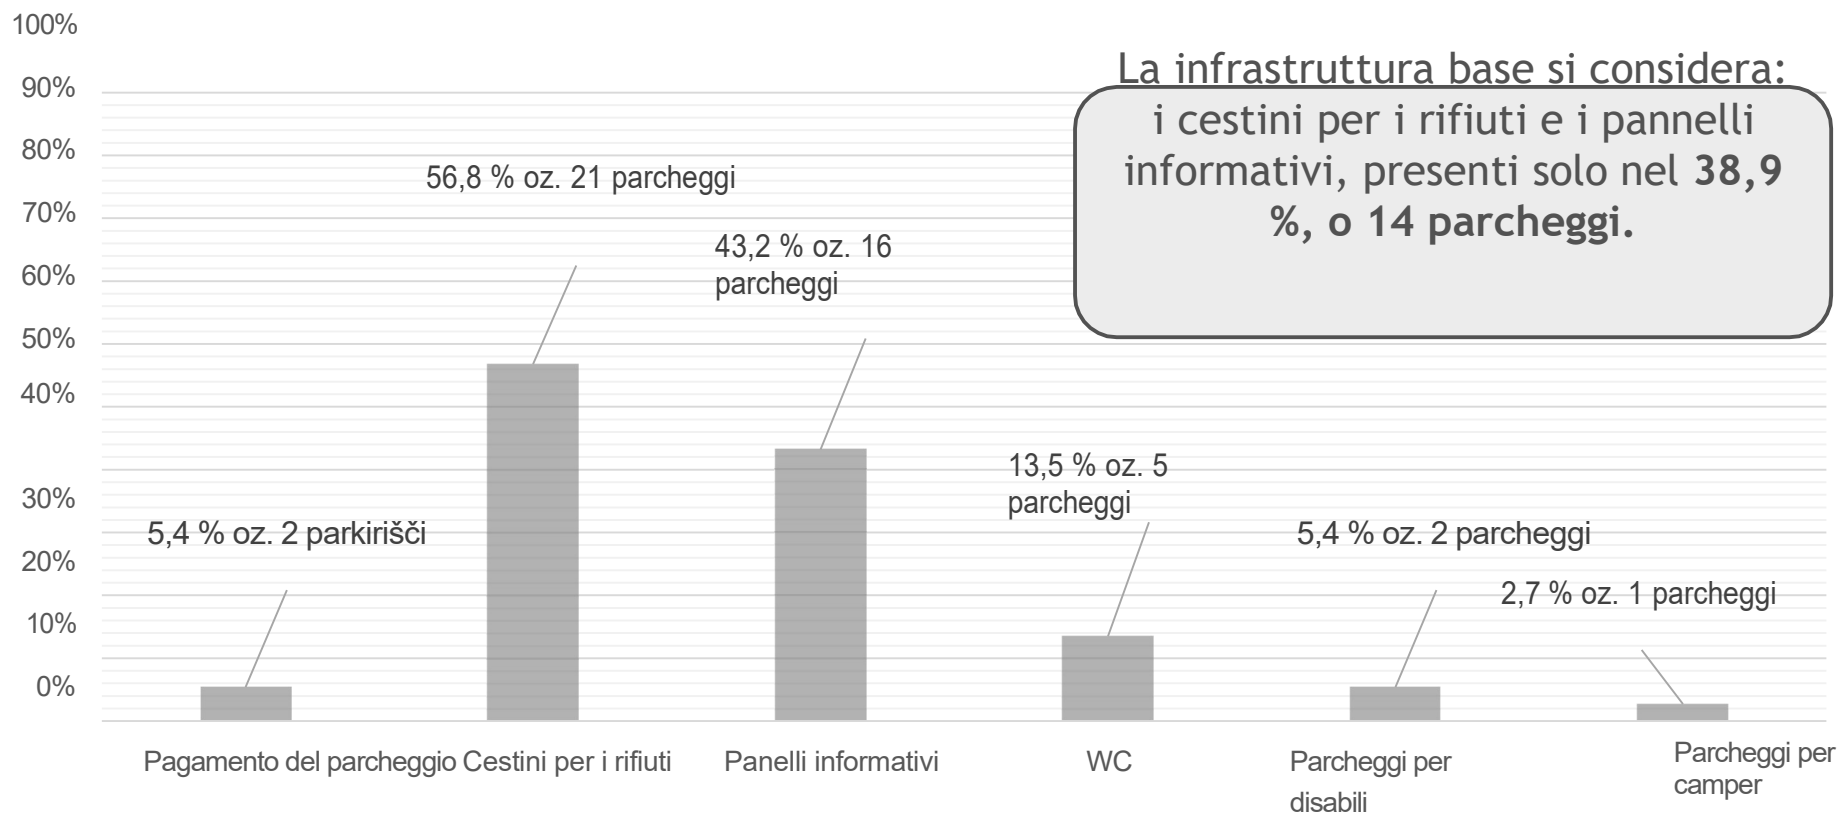 100%
90%
80%
70%
60%
50%
40%
30%
20%
10%
0%
La infrastruttura base si considera:
i cestini per i rifiuti e i pannelli
informativi, presenti solo nel 38,9
%, o 14 parcheggi.
56,8 % oz. 21 parcheggi
43,2 % oz. 16
parcheggi
13,5 % oz. 5
parcheggi
5,4 % oz. 2 parkirišči
5,4 % oz. 2 parcheggi
2,7 % oz. 1 parcheggi
Pagamento del parcheggio
Cestini per i rifiuti
Panelli informativi
WC
Parcheggi per
disabili
Parcheggi per
camper